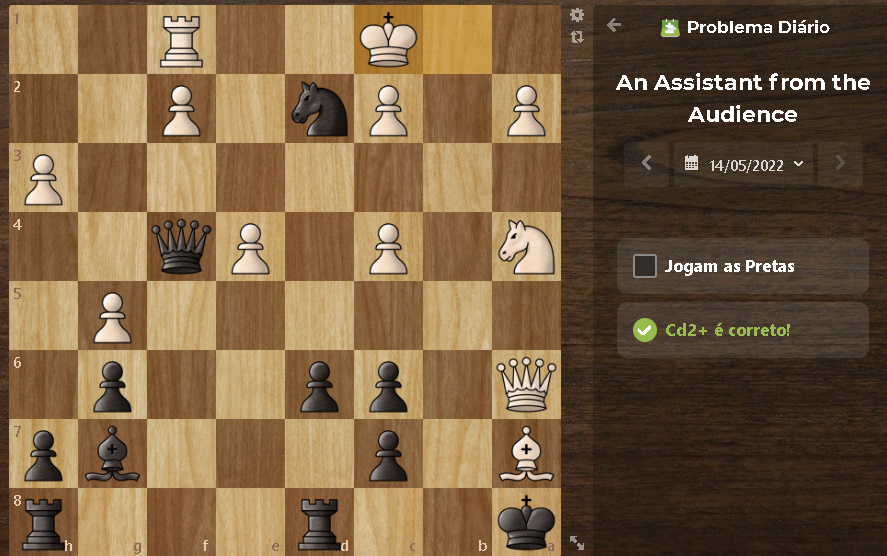 Problema Diário
An Assistant from the
Audience
14/05/2022
Jogam as Pretas
Cd2+ é correto!
1
2
3
4
5
6
7
8
h g f e d c b a